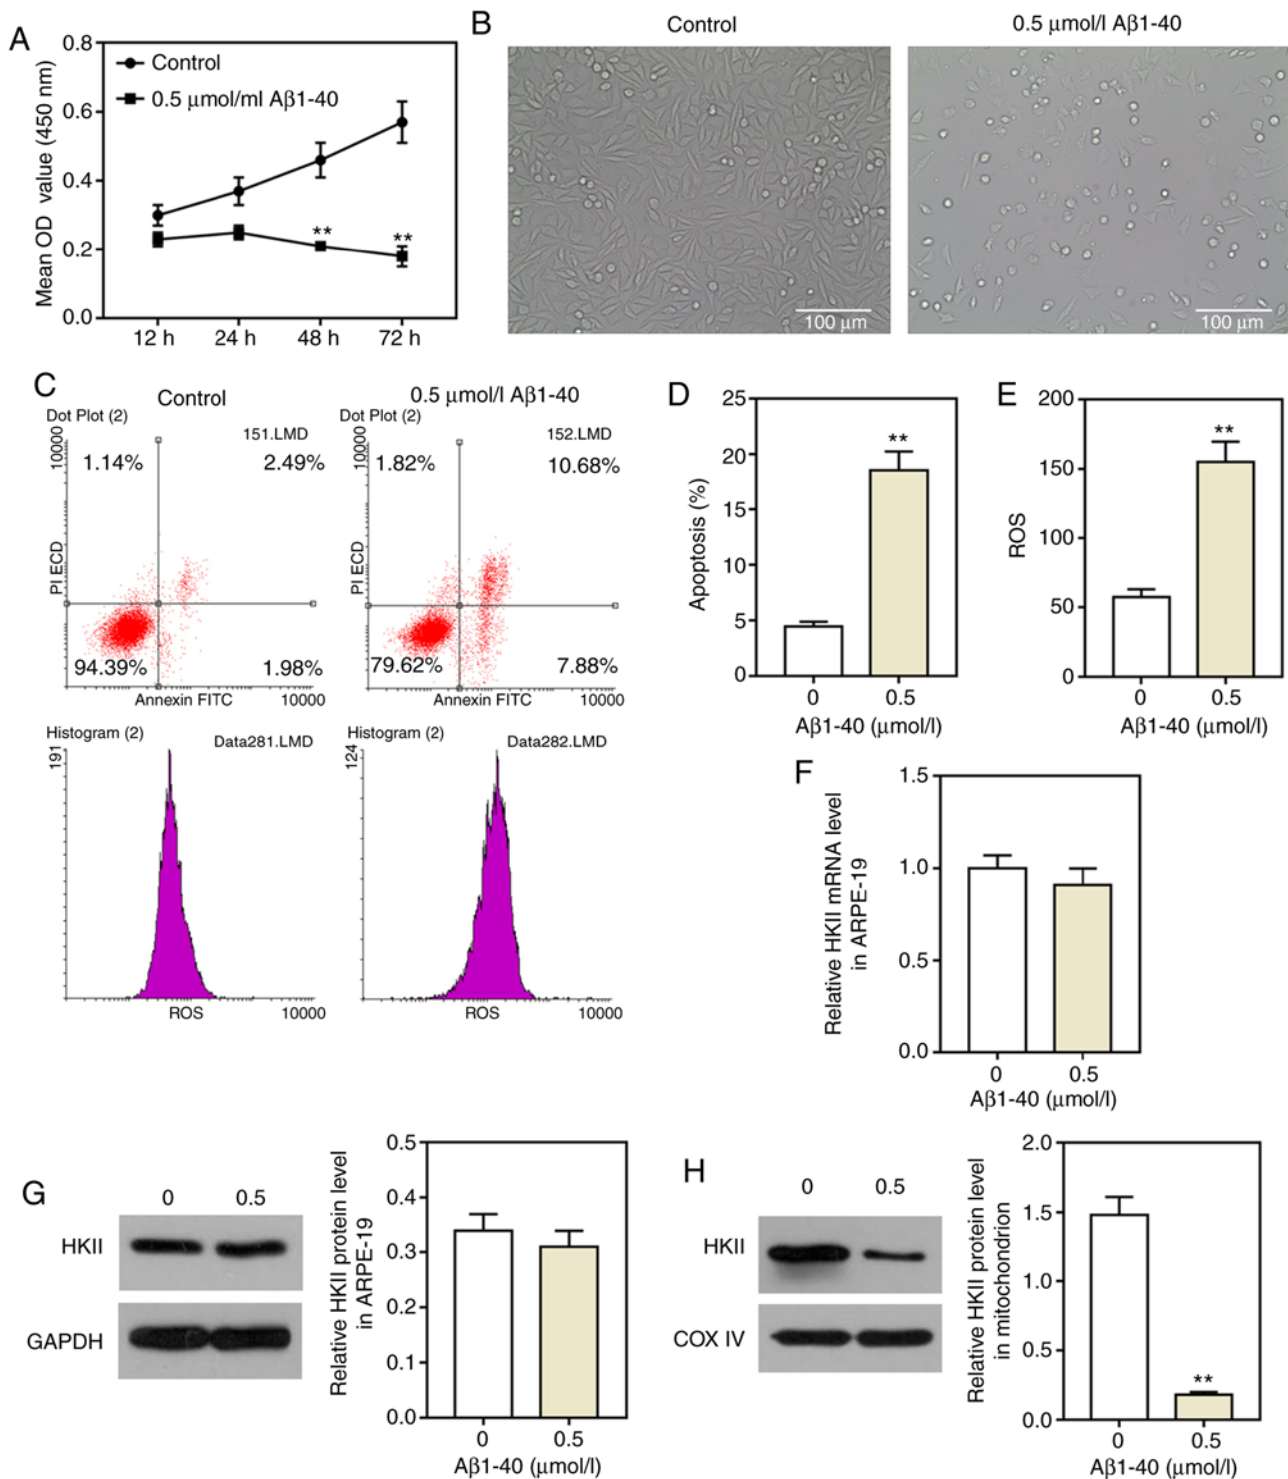 A
0.8
0.6
0.4
0.2
0.0
Mean OD value (450 nm)
Control
0.5 μmol/ml Aβ1-40
**
**
12 h 24 h 48 h 72 h
B
Control
0.5 μmol/l Aβ1-40
100 μm
100 μm
C
Control
0.5 μmol/l Aβ1-40
Dot Plot (2)
151.LMD
10000
1.14%
2.49%
PI ECD
94.39%
1.98%
Annexin FITC
10000
Dot Plot (2)
152.LMD
10000
1.82%
10.68%
PI ECD
79.62%
7.88%
Annexin FITC
10000
Histogram (2)
Data281.LMD
191
ROS
10000
Histogram (2)
Data282.LMD
124
ROS
10000
D
25
20
15
10
5
0
Apoptosis (%)
**
0 0.5
Aβ1-40 (μmol/l)
E
200
150
100
50
0
ROS
**
0 0.5
Aβ1-40 (μmol/l)
F
1.5
1.0
0.5
0.0
Relative HKII mRNA level
in ARPE-19
0 0.5
Aβ1-40 (μmol/l)
G
0 0.5
HKII
GAPDH
0.5
0.4
0.3
0.2
0.1
0.0
Relative HKII protein level
in ARPE-19
0 0.5
Aβ1-40 (μmol/l)
H
0 0.5
HKII
COX IV
2.0
1.5
1.0
0.5
0.0
Relative HKII protein level
in mitochondrion
**
0 0.5
Aβ1-40 (μmol/l)